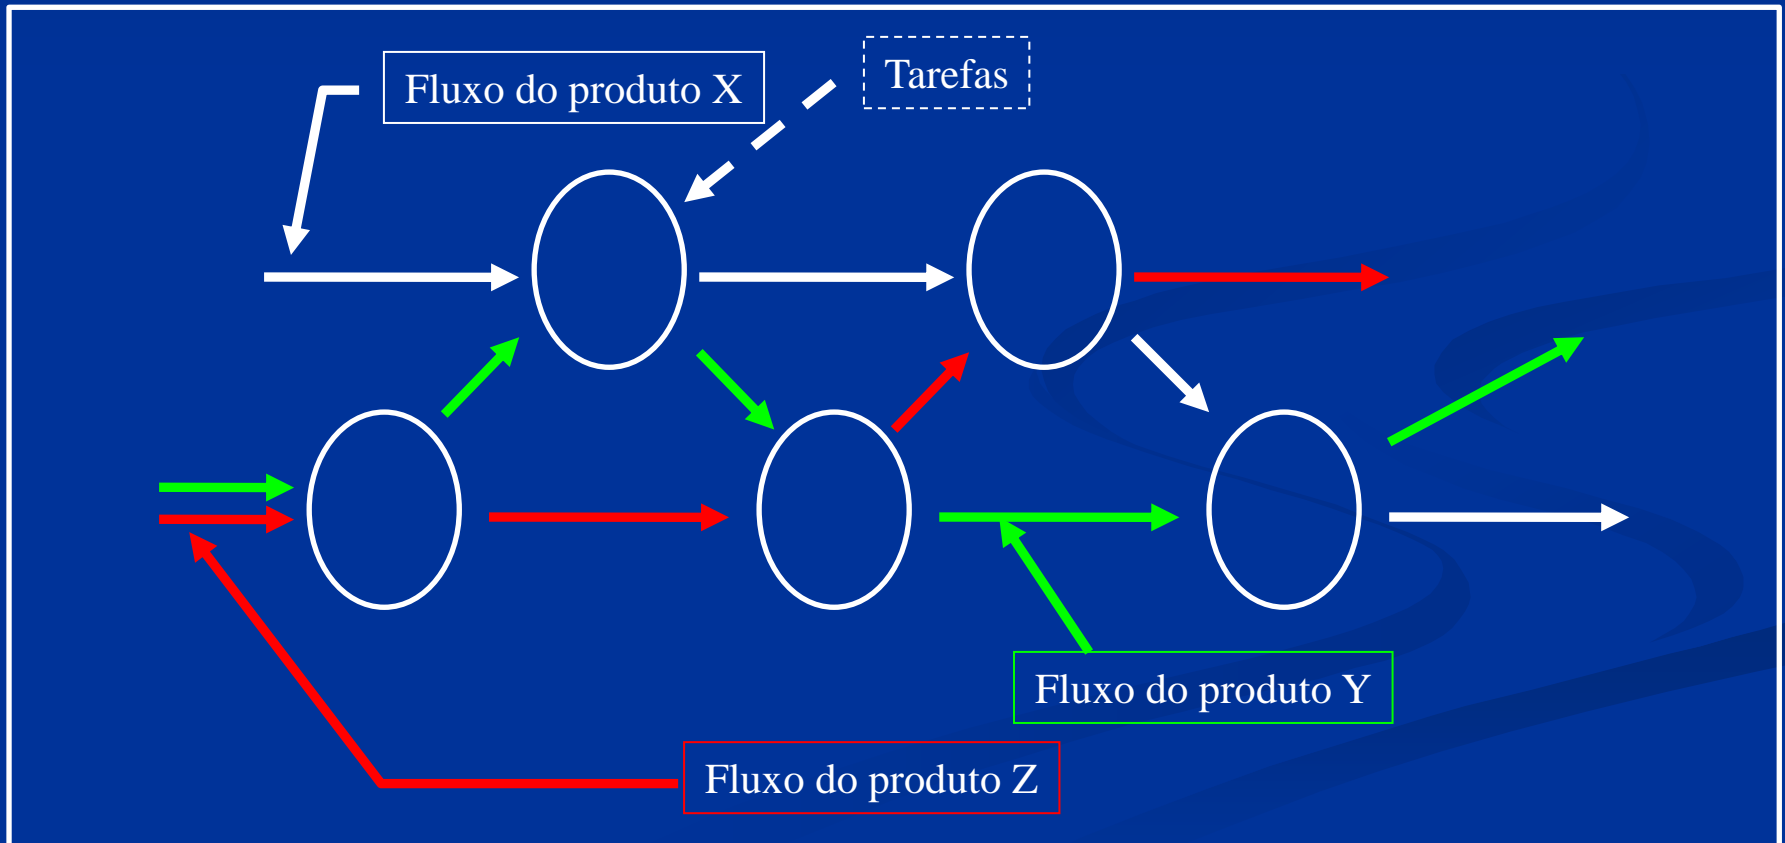 Fluxo do produto X
Tarefas
Fluxo do produto Y
Fluxo do produto Z